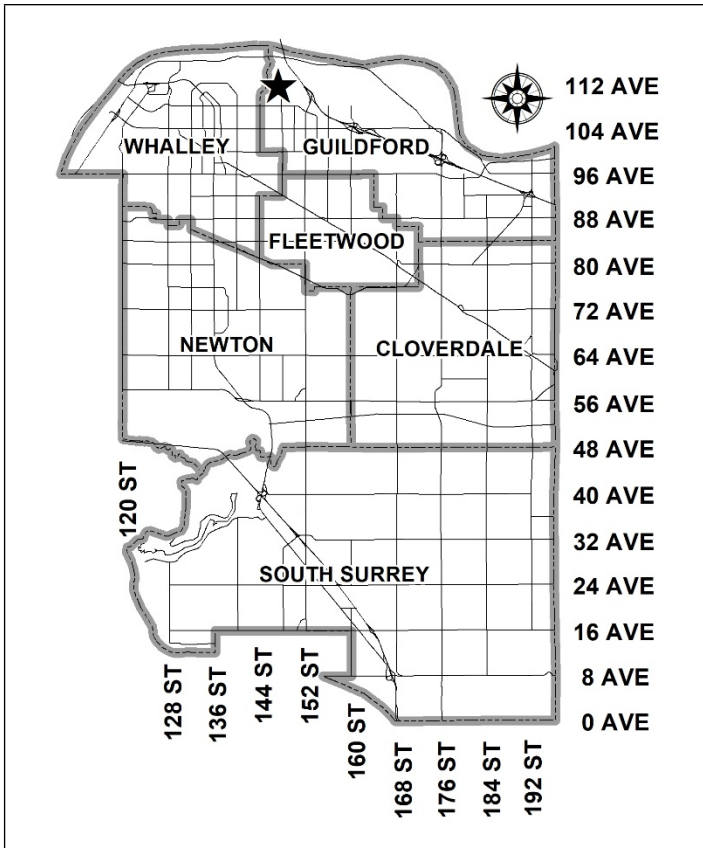 112 AVE
104 AVE
WHALLEY
GUILDFORD
96 AVE
88 AVE
FLEETWOOD
80 AVE
72 AVE
NEWTON
CLOVERDALE
64 AVE
56 AVE
48 AVE
120 ST
40 AVE
32 AVE
SOUTH SURREY
24 AVE
16 AVE
8 AVE
128 ST
136 ST
144 ST
152 ST
160 ST
0 AVE
168 ST
176 ST
184 ST
192 ST